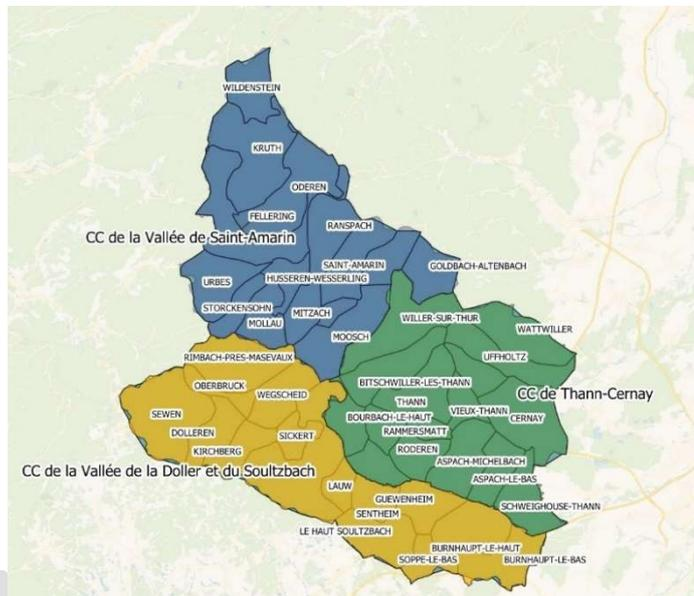 WILDENSTEIN
KRUTH
ODEREN
FELLERING
RANSPACH
CC de la Vallée de Saint-Amarin
SAINT-AMARIN
GOLDBACH-ALTENBACH
HUSSEREN-WESSERLING
URBES
STORCKENSOHN
MITZACH
MOLLAU
MOOSCH
WILLER-SUR-THUR
WATTWILLER
UFFHOLTZ
RIMBACH-PRES-MASEVAUX
OBERBRUCK
WEGSCHEID
BITSCHWILLER-LES-THANN
CC de Thann-Cernay
THANN
SEWEN
BOURBACH-LE-HAUT
VIEUX-THANN
CERNAY
DOLLEREN
SICKERT
RAMMERSMATT
KIRCHBERG
RODEREN
ASPACH-MICHELBACH
CC de la Vallée de la Doller et du Soultzbach
ASPACH-LE-BAS
LAUW
GUEWENHEIM
SCHWEIGHOUSE-THANN
SENTHEIM
LE HAUT SOULTZBACH
BURNHAUPT-LE-HAUT
SOPPE-LE-BAS
BURNHAUPT-LE-BAS